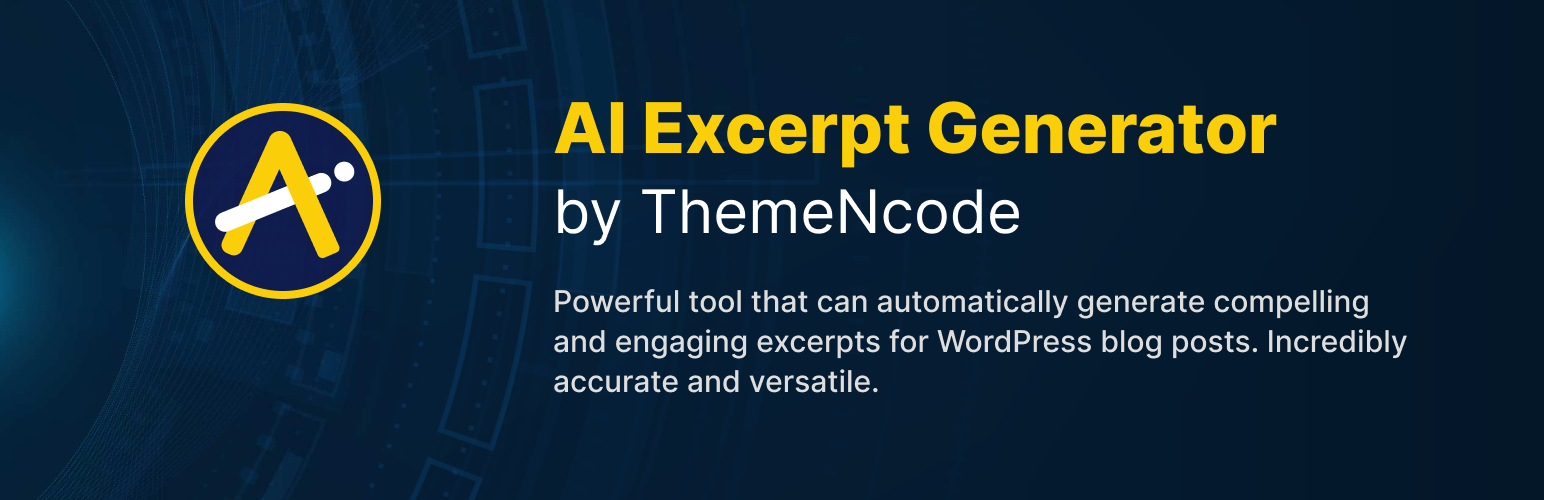 AI Excerpt Generator
by ThemeNcode
Powerful tool that can automatically generate compelling
and engaging excerpts for WordPress blog posts. Incredibly
accurate and versatile.